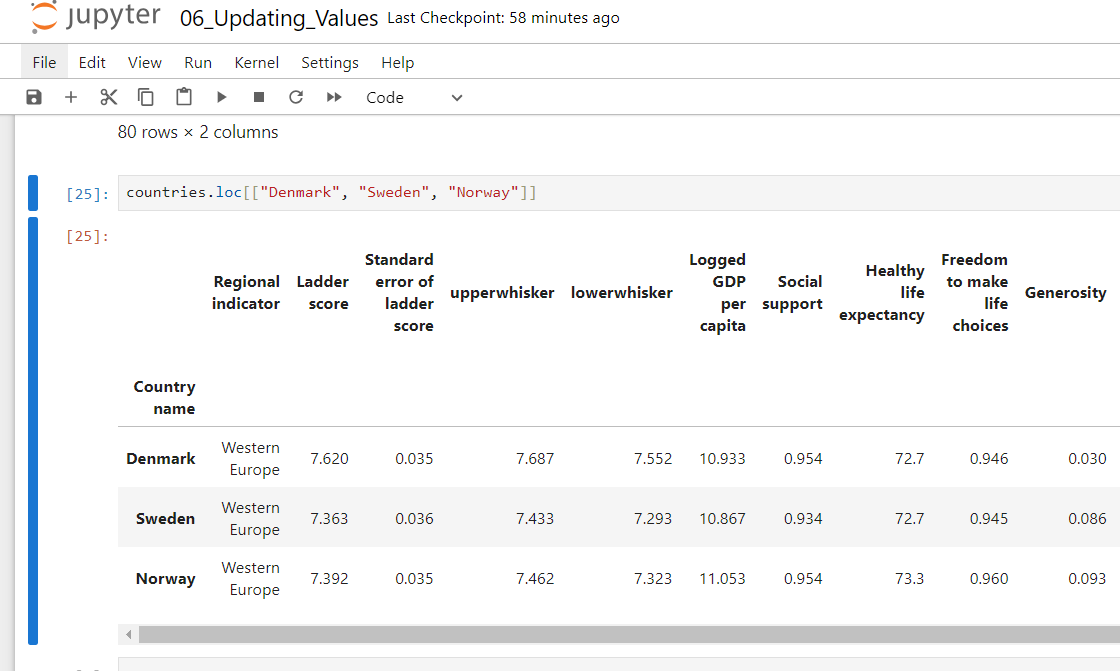 jupyter 06_Updating_Values Last Checkpoint: 58 minutes ago
File Edit View Run Kernel Settings Help
Code
80 rows × 2 columns
[25]: countries.loc[["Denmark", "Sweden", "Norway"]]
[25]:
Regional indicator Ladder score Standard error of ladder score upperwhisker lowerwhisker Logged GDP per capita Social support Healthy life expectancy Freedom to make life choices Generosity
Country name
Denmark Western Europe 7.620 0.035 7.687 7.552 10.933 0.954 72.7 0.946 0.030
Sweden Western Europe 7.363 0.036 7.433 7.293 10.867 0.934 72.7 0.945 0.086
Norway Western Europe 7.392 0.035 7.462 7.323 11.053 0.954 73.3 0.960 0.093